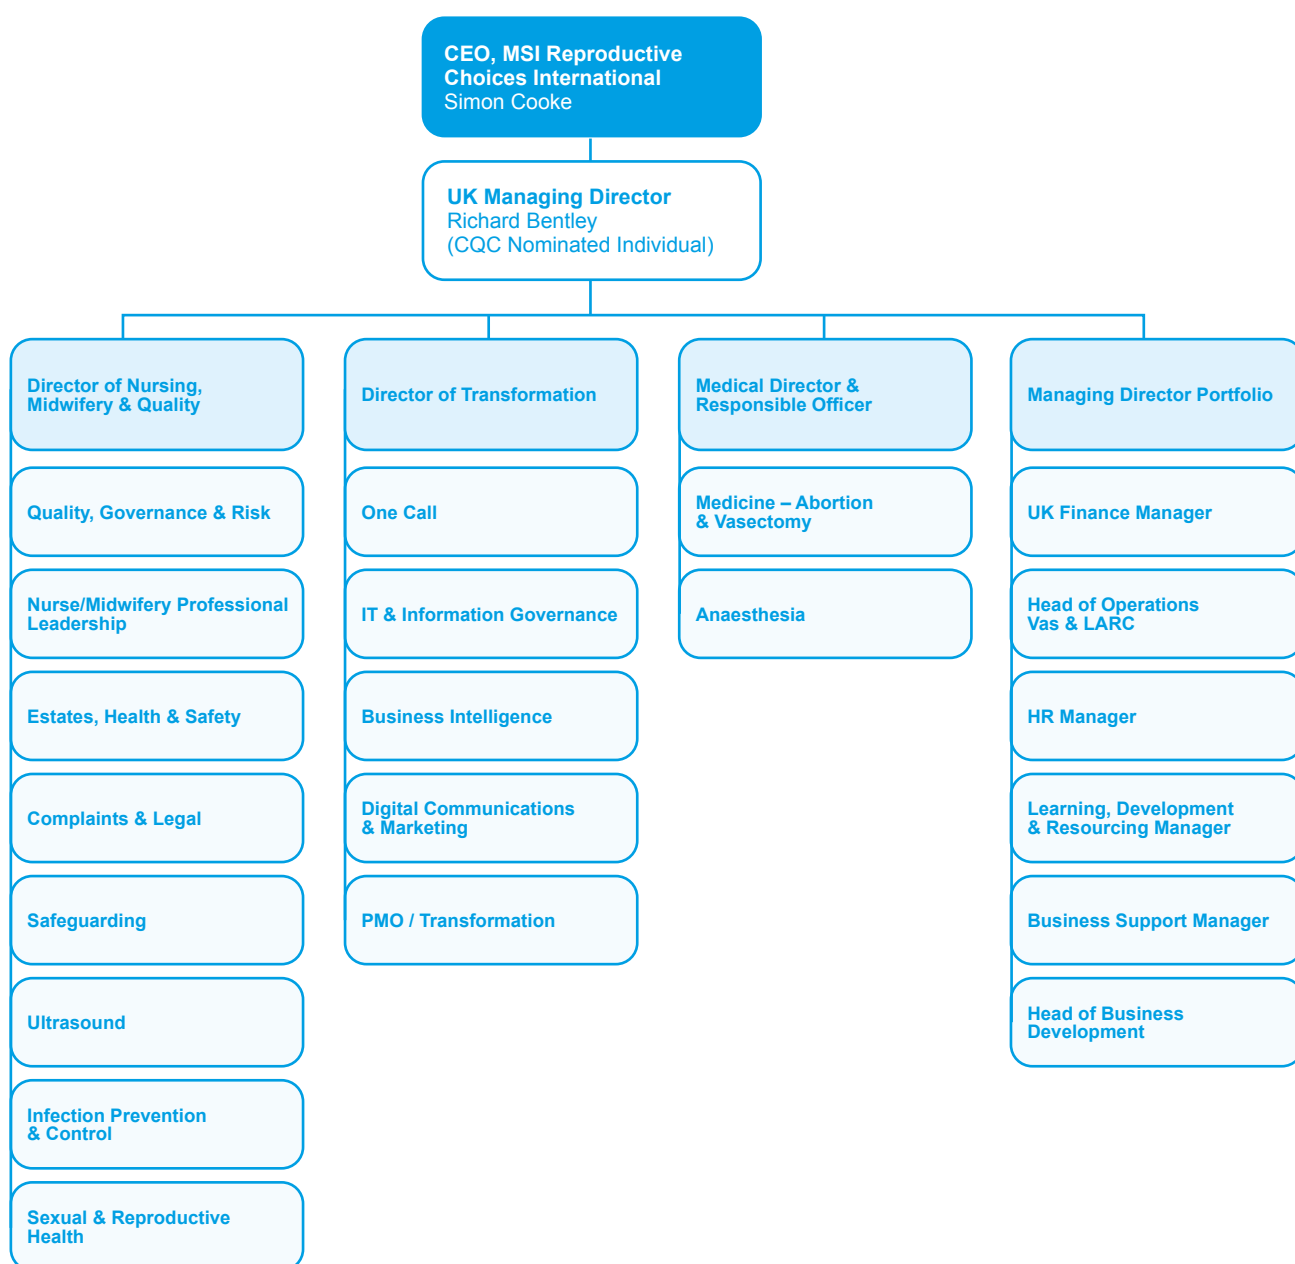 CEO, MSI Reproductive
Choices International
Simon Cooke
UK Managing Director
Richard Bentley
(CQC Nominated Individual)
Director of Nursing,
Midwifery & Quality
Quality, Governance & Risk
Nurse/Midwifery Professional
Leadership
Estates, Health & Safety
Complaints & Legal
Safeguarding
Ultrasound
Infection Prevention
& Control
Sexual & Reproductive
Health
Director of Transformation
One Call
IT & Information Governance
Business Intelligence
Digital Communications
& Marketing
PMO / Transformation
Medical Director &
Responsible Officer
Medicine – Abortion
& Vasectomy
Anaesthesia
Managing Director Portfolio
UK Finance Manager
Head of Operations
Vas & LARC
HR Manager
Learning, Development
& Resourcing Manager
Business Support Manager
Head of Business
Development